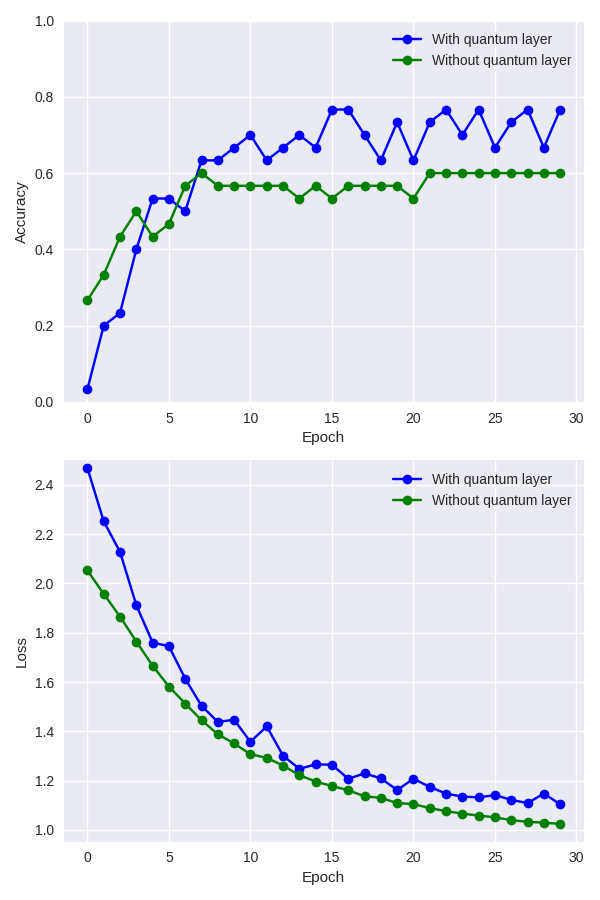 1.0
With quantum layer
Without quantum layer
0.8
0.6
Accuracy
0.4
0.2
0.0
0 5 10 15 20 25 30
Epoch
With quantum layer
2.4
Without quantum layer
2.2
2.0
1.8
Loss
1.6
1.4
1.2
1.0
0 5 10 15 20 25 30
Epoch